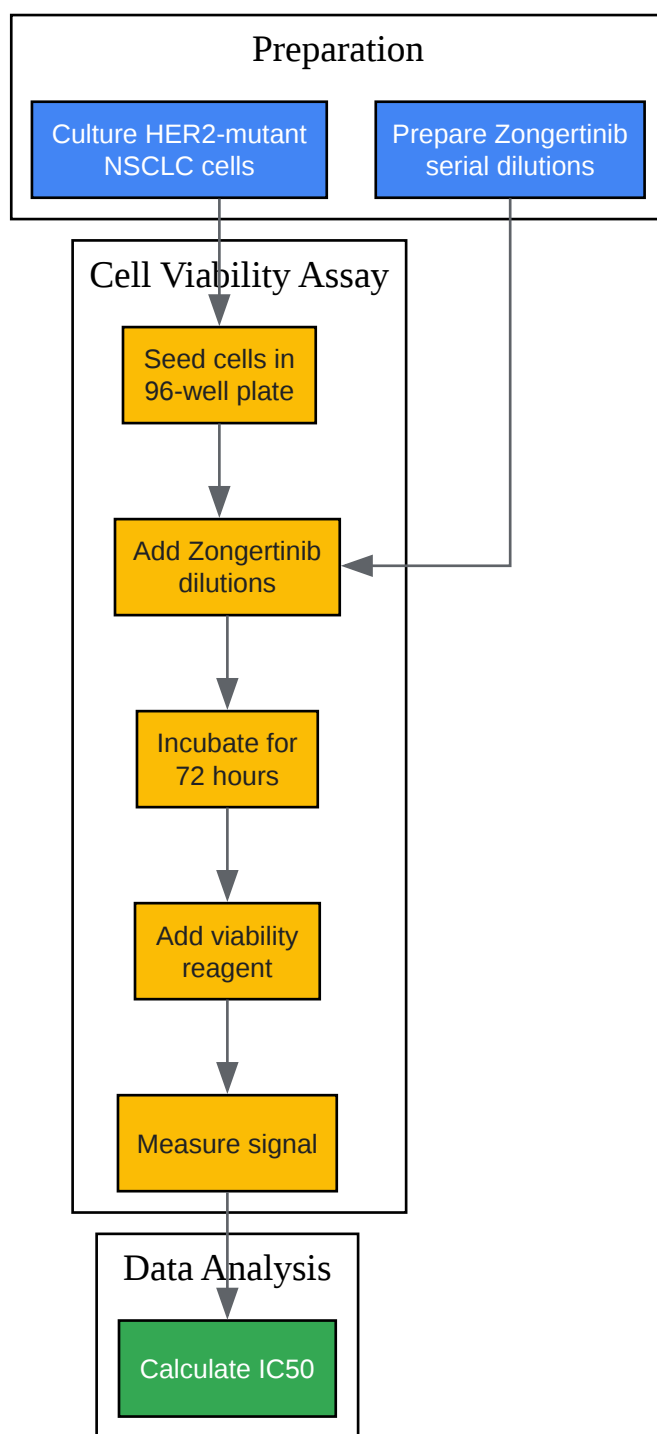 Preparation
Culture HER2-mutant
NSCLC cells
Prepare Zongertinib
serial dilutions
Cell Viability Assay
Seed cells in
96-well plate
Add Zongertinib
dilutions
Incubate for
72 hours
Add viability
reagent
Measure signal
Data Analysis
Calculate IC50